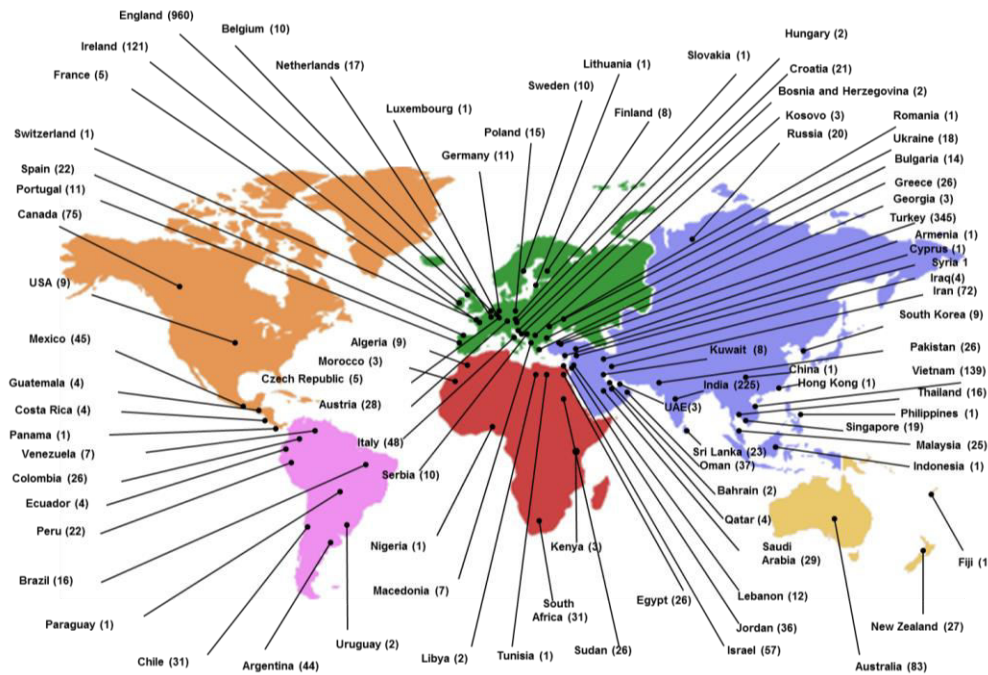 England (960)
Belgium (10)
Ireland (121)
France (5)
Netherlands (17)
Luxembourg (1)
Switzerland (1)
Spain (22)
Portugal (11)
Canada (75)
USA (9)
Mexico (45)
Guatemala (4)
Costa Rica (4)
Panama (1)
Venezuela (7)
Colombia (26)
Ecuador (4)
Peru (22)
Brazil (16)
Paraguay (1)
Chile (31)
Argentina (44)
Uruguay (2)
Germany (11)
Poland (15)
Sweden (10)
Lithuania (1)
Finland (8)
Slovakia (1)
Hungary (2)
Croatia (21)
Bosnia and Herzegovina (2)
Kosovo (3)
Russia (20)
Romania (1)
Ukraine (18)
Bulgaria (14)
Greece (26)
Georgia (3)
Turkey (345)
Armenia (1)
Cyprus (1)
Syria 1
Iraq(4)
Iran (72)
South Korea (9)
Pakistan (26)
Vietnam (139)
Thailand (16)
Philippines (1)
Singapore (19)
Malaysia (25)
Indonesia (1)
Kuwait (8)
China (1)
Hong Kong (1)
India (225)
UAE(3)
Sri Lanka (23)
Oman (37)
Bahrain (2)
Qatar (4)
Saudi
Arabia (29)
Lebanon (12)
Jordan (36)
Israel (57)
Egypt (26)
Sudan (26)
Kenya (3)
South
Africa (31)
Tunisia (1)
Libya (2)
Macedonia (7)
Nigeria (1)
Serbia (10)
Italy (48)
Austria (28)
Czech Republic (5)
Morocco (3)
Algeria (9)
Fiji (1
New Zealand (27)
Australia (83)